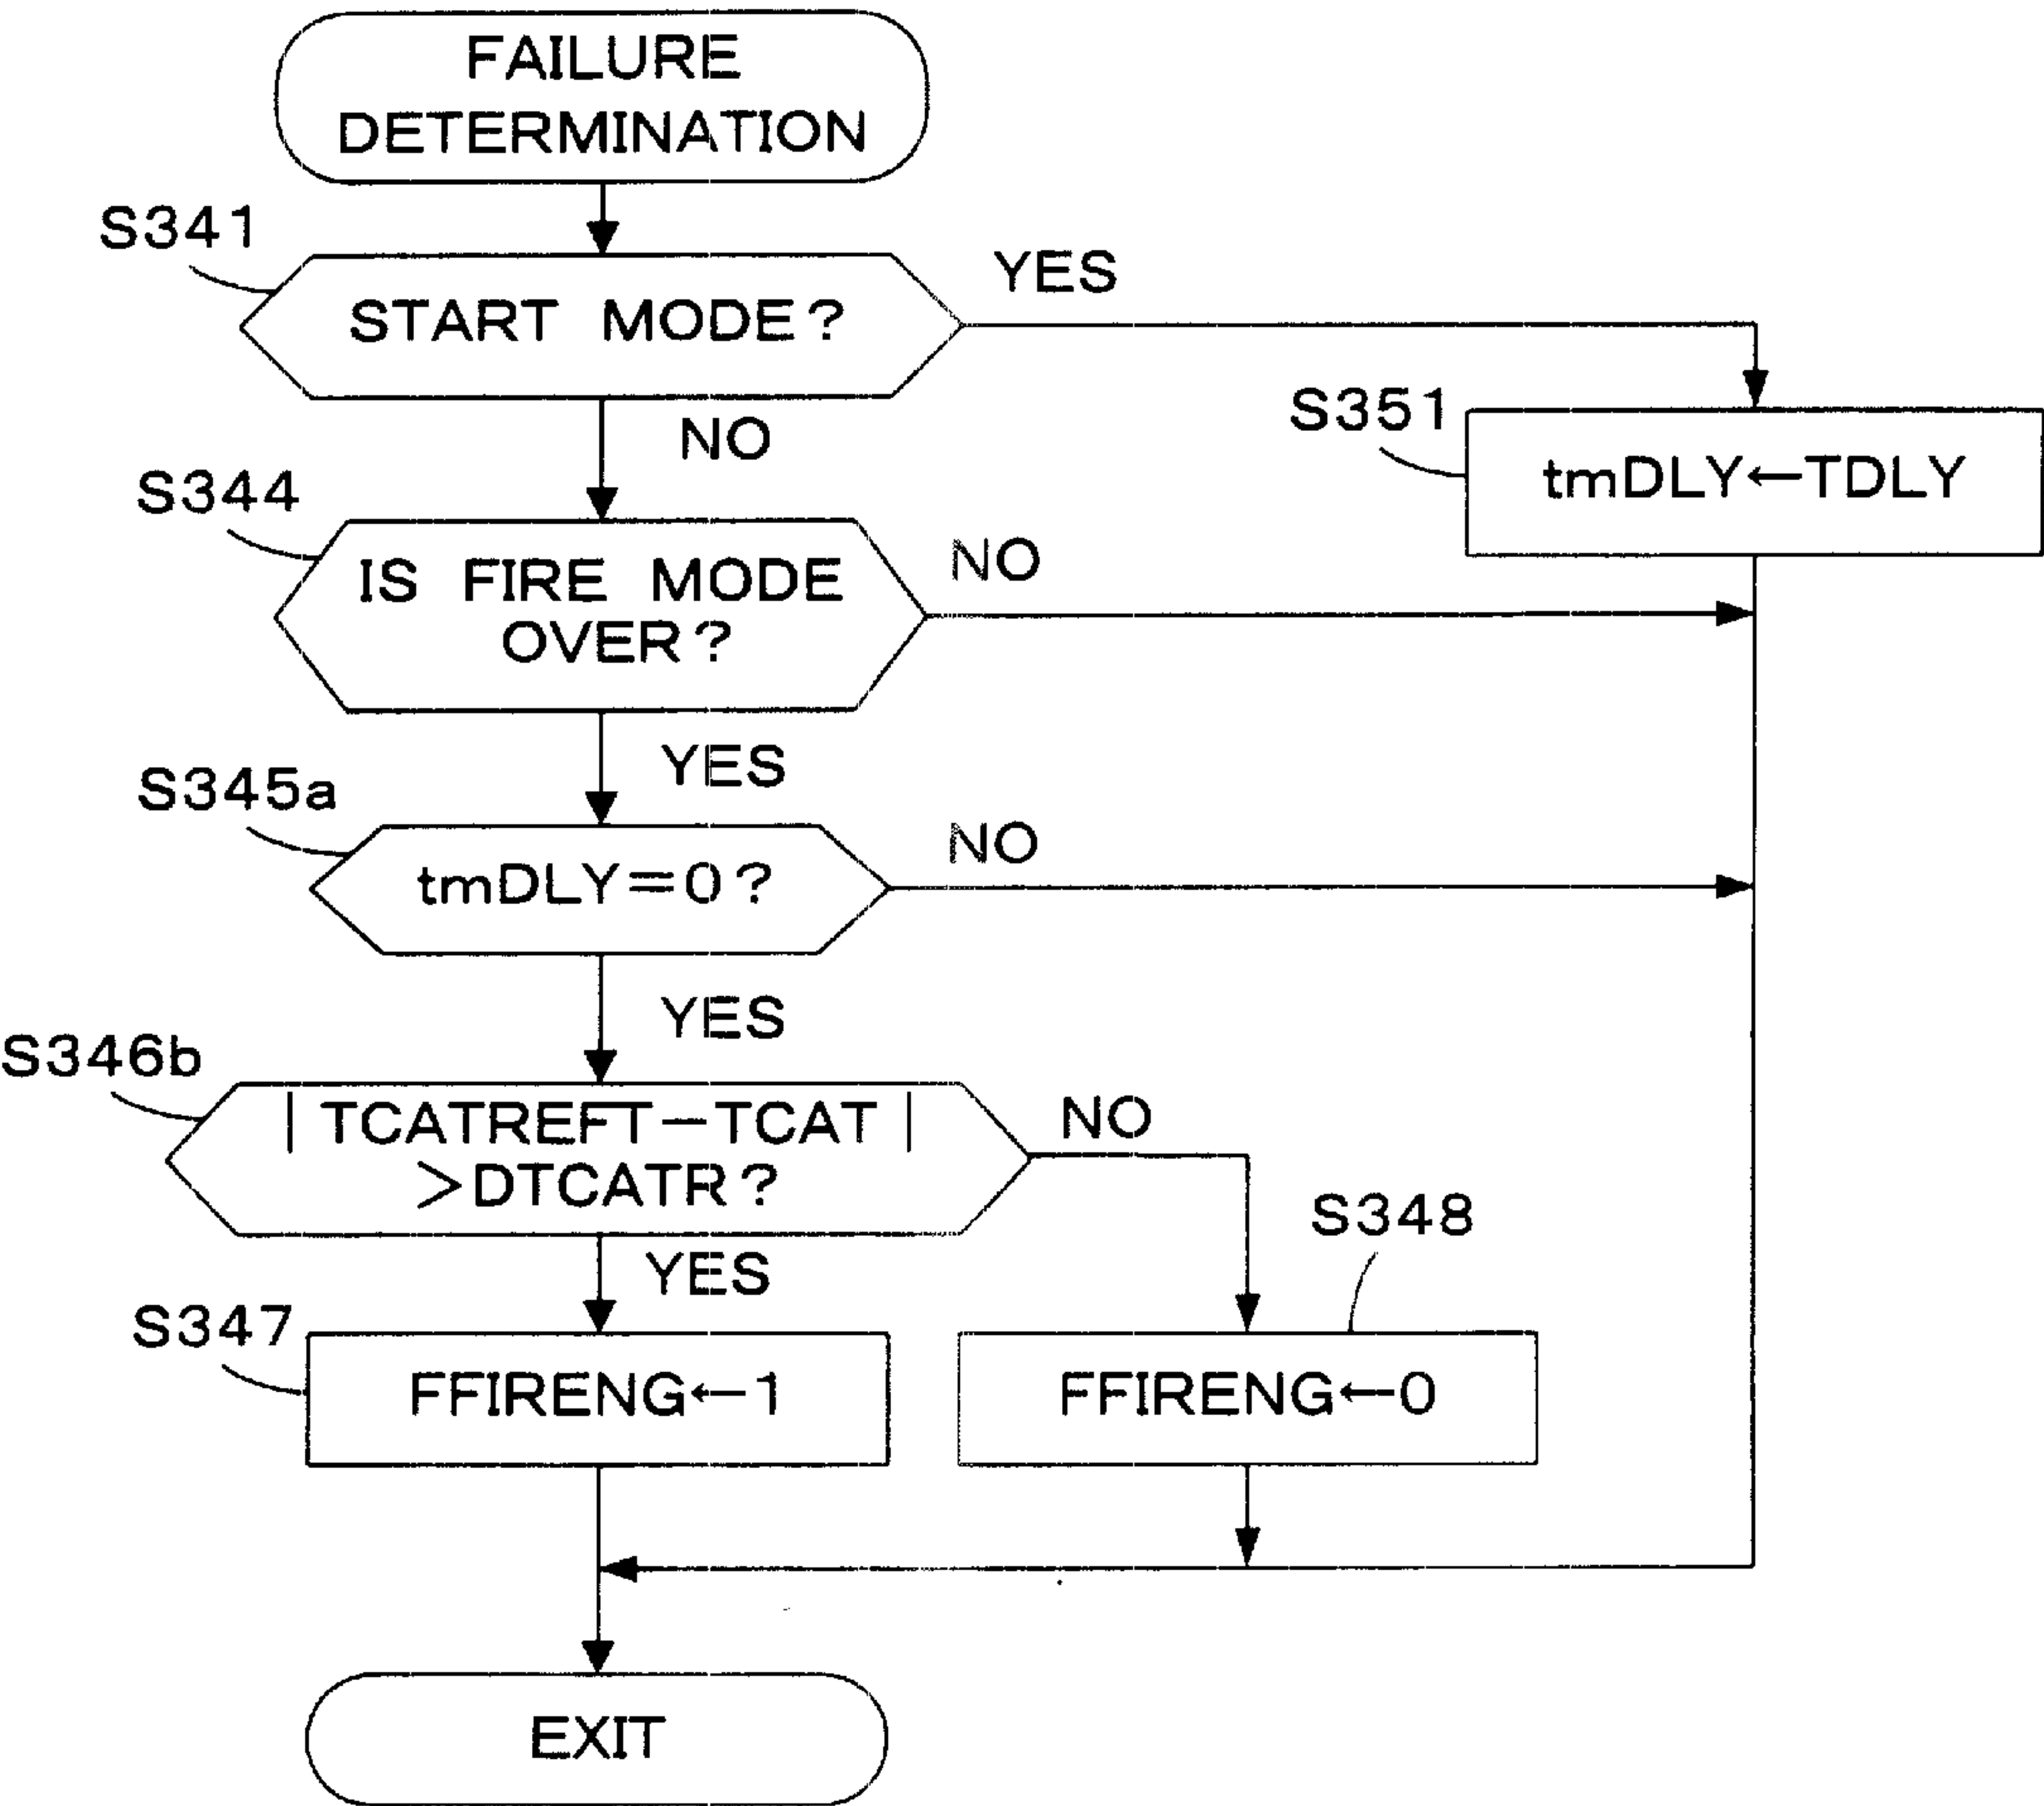 FAILURE
DETERMINATION
S341
START MODE?
YES
NO
S351
tmDLY←TDLY
S344
IS FIRE MODE
OVER?
NO
YES
S345a
tmDLY=0?
NO
YES
S346b
|TCATREFT−TCAT|
>DTCATR?
NO
YES
S348
S347
FFIRENG←1
FFIRENG←0
EXIT